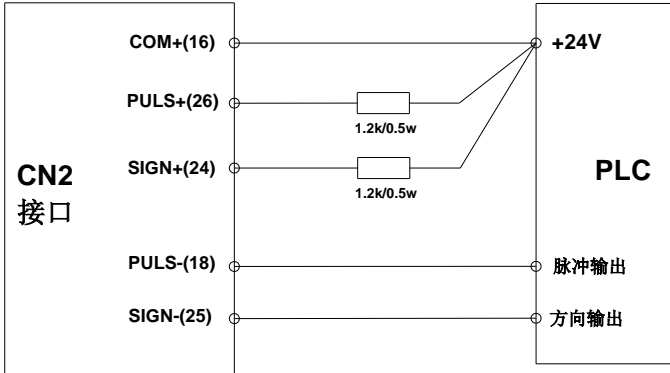 COM+(16)
+24V
PULS+(26)
1.2k/0.5w
SIGN+(24)
1.2k/0.5w
CN2
接口
PLC
PULS-(18)
脉冲输出
SIGN-(25)
方向输出